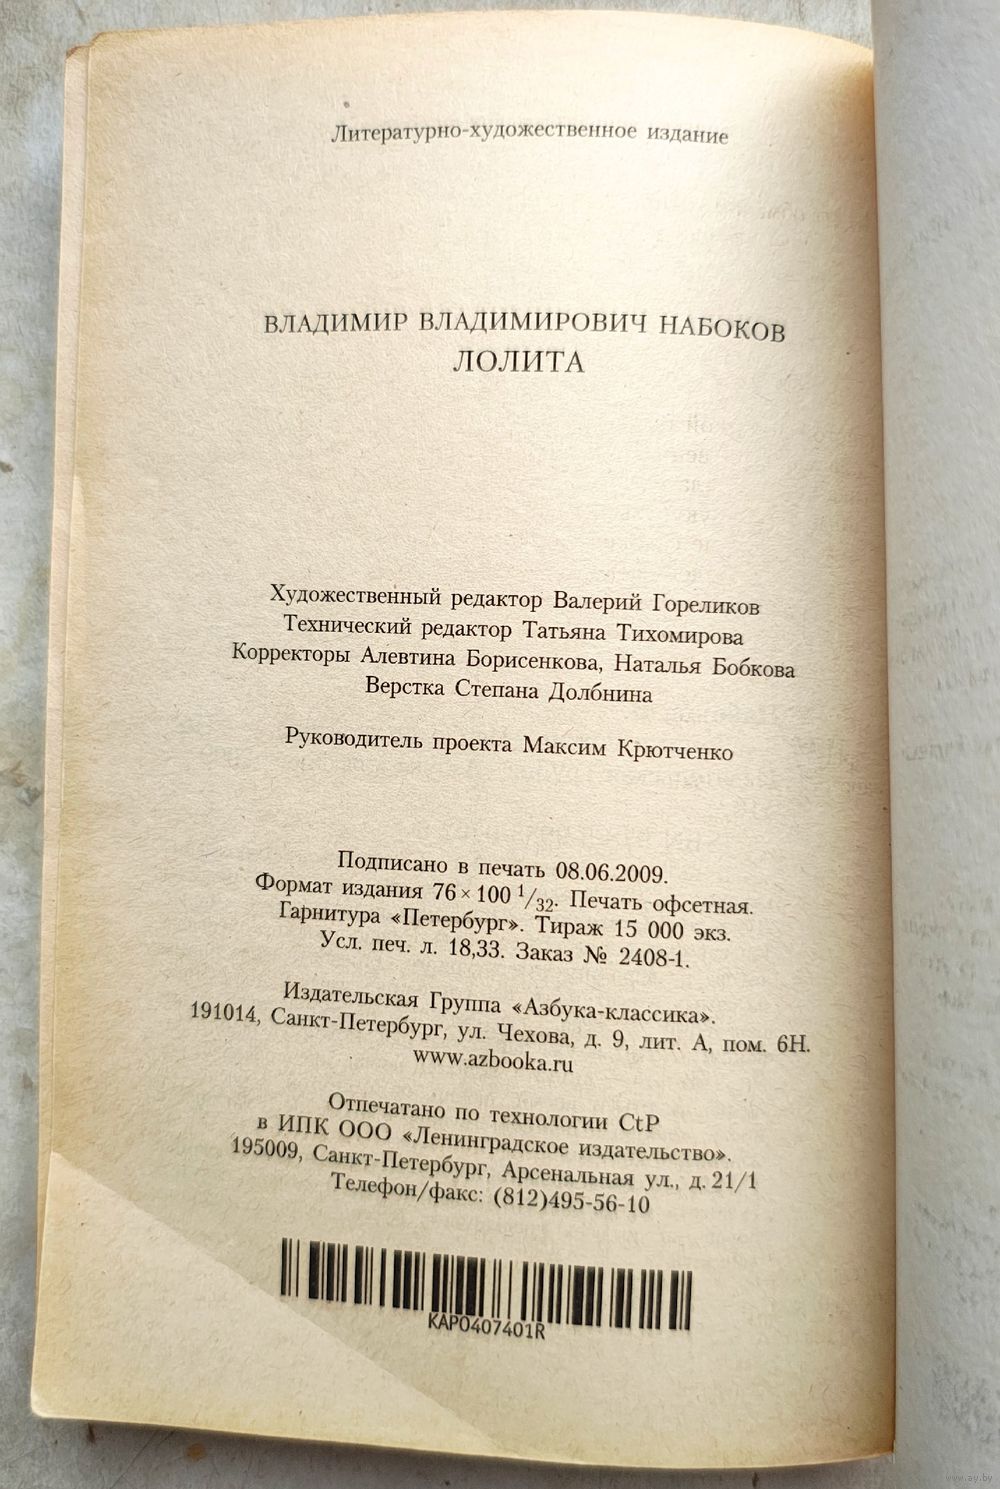 Литературно-художественное издание
ВЛАДИМИР ВЛАДИМИРОВИЧ НАБОКОВ
ЛОЛИТА
Художественный редактор Валерий Гореликов
Технический редактор Татьяна Тихомирова
Корректоры Алевтина Борисенкова, Наталья Бобкова
Верстка Степана Долбнина
Руководитель проекта Максим Крютченко
Подписано в печать 08.06.2009.
Формат издания 76 × 100 1/32. Печать офсетная.
Гарнитура «Петербург». Тираж 15 000 экз.
Усл. печ. л. 18,33. Заказ № 2408-1.
Издательская Группа «Азбука-классика».
191014, Санкт-Петербург, ул. Чехова, д. 9, лит. А, пом. 6Н.
www.azbooka.ru
Отпечатано по технологии CtP
в ИПК ООО «Ленинградское издательство».
195009, Санкт-Петербург, Арсенальная ул., д. 21/1
Телефон/факс: (812)495-56-10
KAPO407401R
www.ay.by